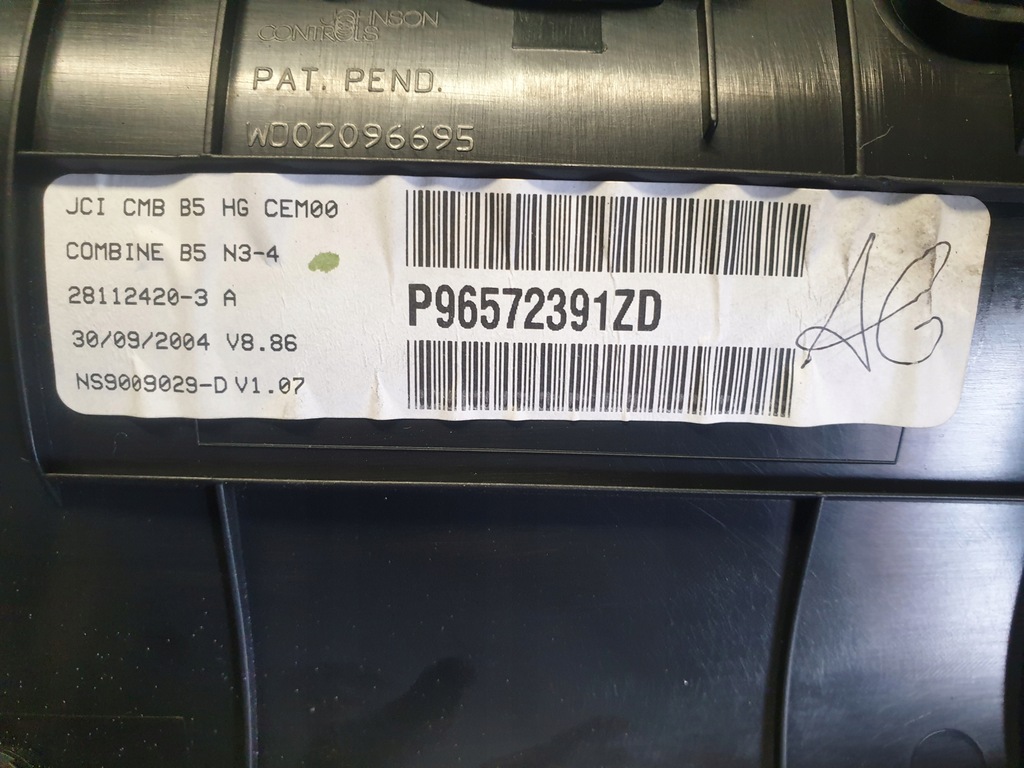 JOHNSON
CONTROLS
PAT. PEND.
WO02096695
JCI CMB B5 HG CEM00
COMBINE B5 N3-4
28112420-3 A
30/09/2004 V8.86
NS9009029-D V1.07
P96572391ZD
AG